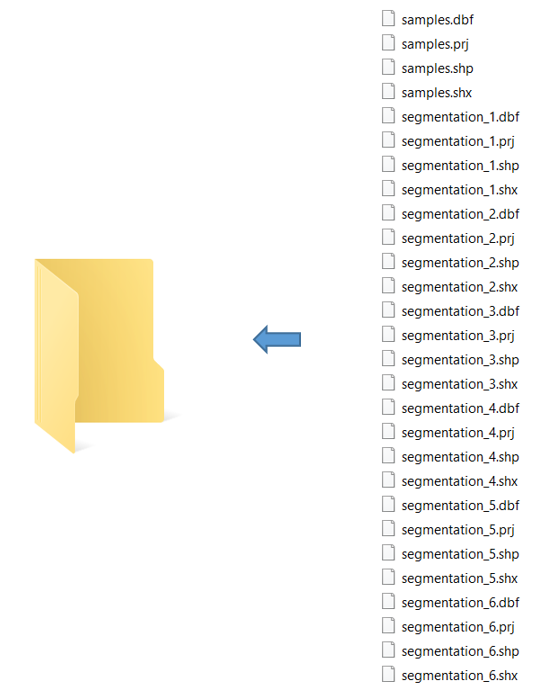 samples.dbf
samples.prj
samples.shp
samples.shx
segmentation_1.dbf
segmentation_1.prj
segmentation_1.shp
segmentation_1.shx
segmentation_2.dbf
segmentation_2.prj
segmentation_2.shp
segmentation_2.shx
segmentation_3.dbf
segmentation_3.prj
segmentation_3.shp
segmentation_3.shx
segmentation_4.dbf
segmentation_4.prj
segmentation_4.shp
segmentation_4.shx
segmentation_5.dbf
segmentation_5.prj
segmentation_5.shp
segmentation_5.shx
segmentation_6.dbf
segmentation_6.prj
segmentation_6.shp
segmentation_6.shx